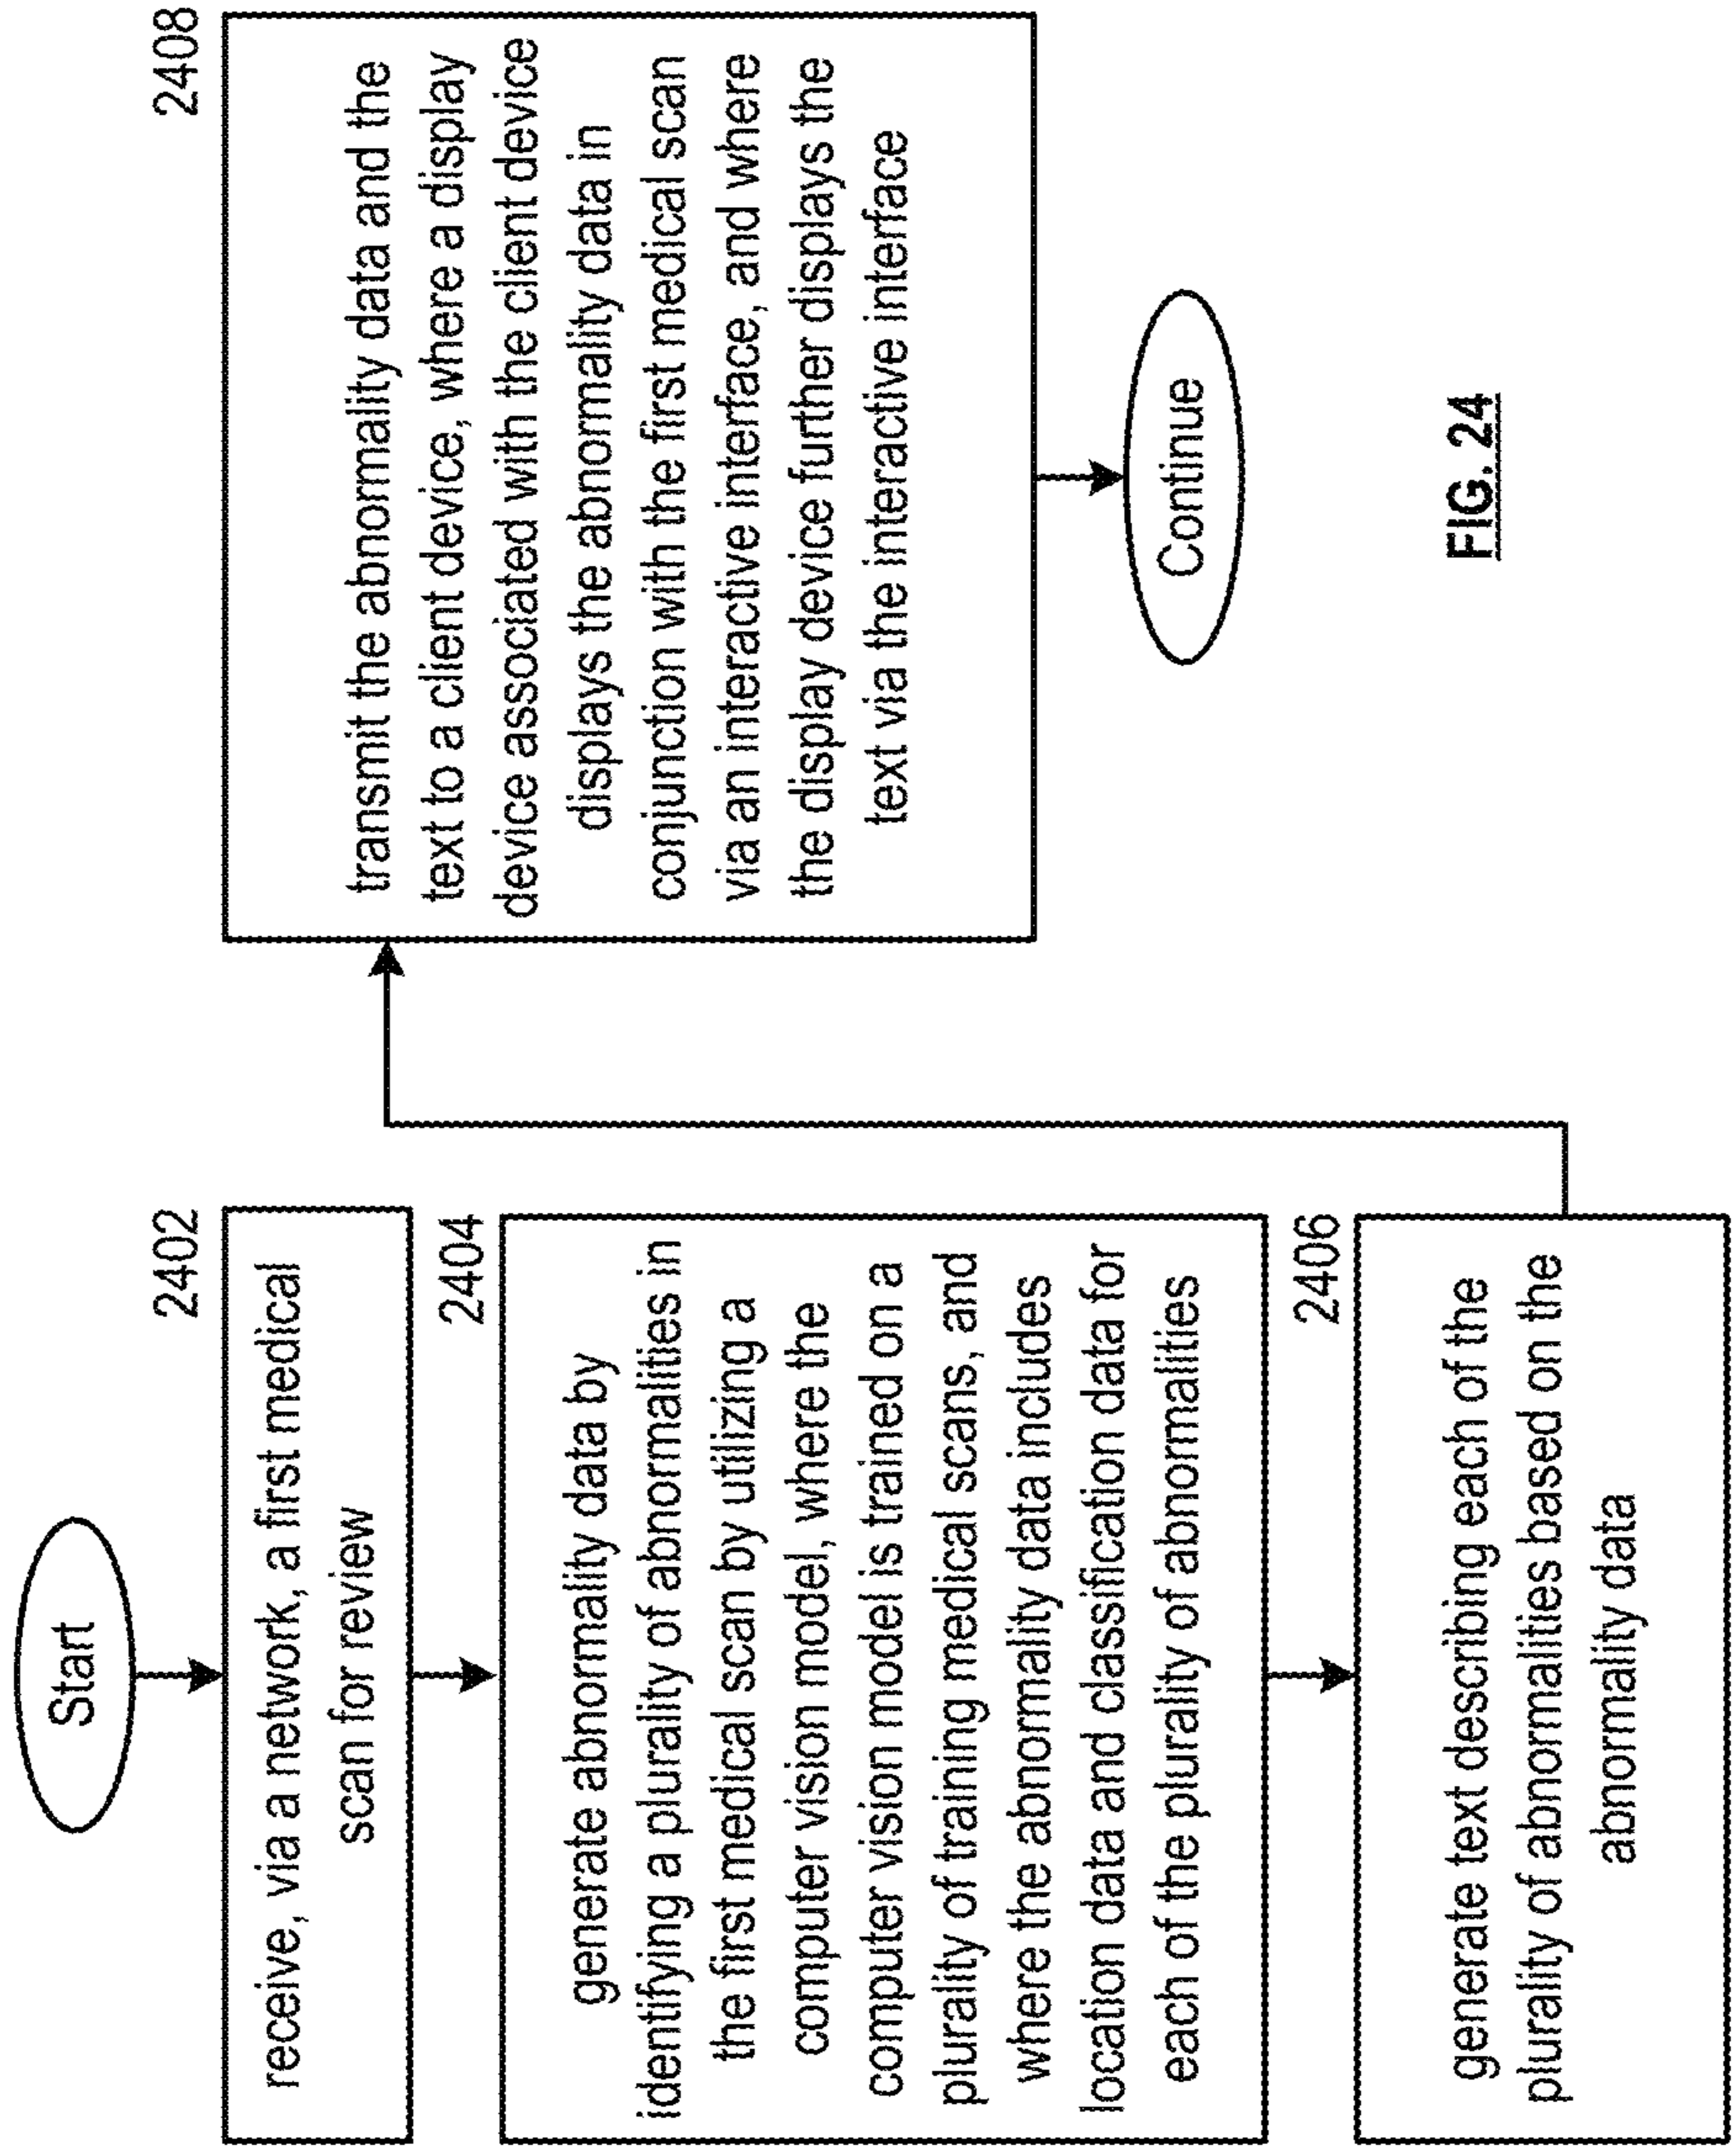 Start
2402
receive, via a network, a first medical
scan for review
2404
generate abnormality data by
identifying a plurality of abnormalities in
the first medical scan by utilizing a
computer vision model, where the
computer vision model is trained on a
plurality of training medical scans, and
where the abnormality data includes
location data and classification data for
each of the plurality of abnormalities
2406
generate text describing each of the
plurality of abnormalities based on the
abnormality data
2408
transmit the abnormality data and the
text to a client device, where a display
device associated with the client device
displays the abnormality data in
conjunction with the first medical scan
via an interactive interface, and where
the display device further displays the
text via the interactive interface
Continue
FIG. 24